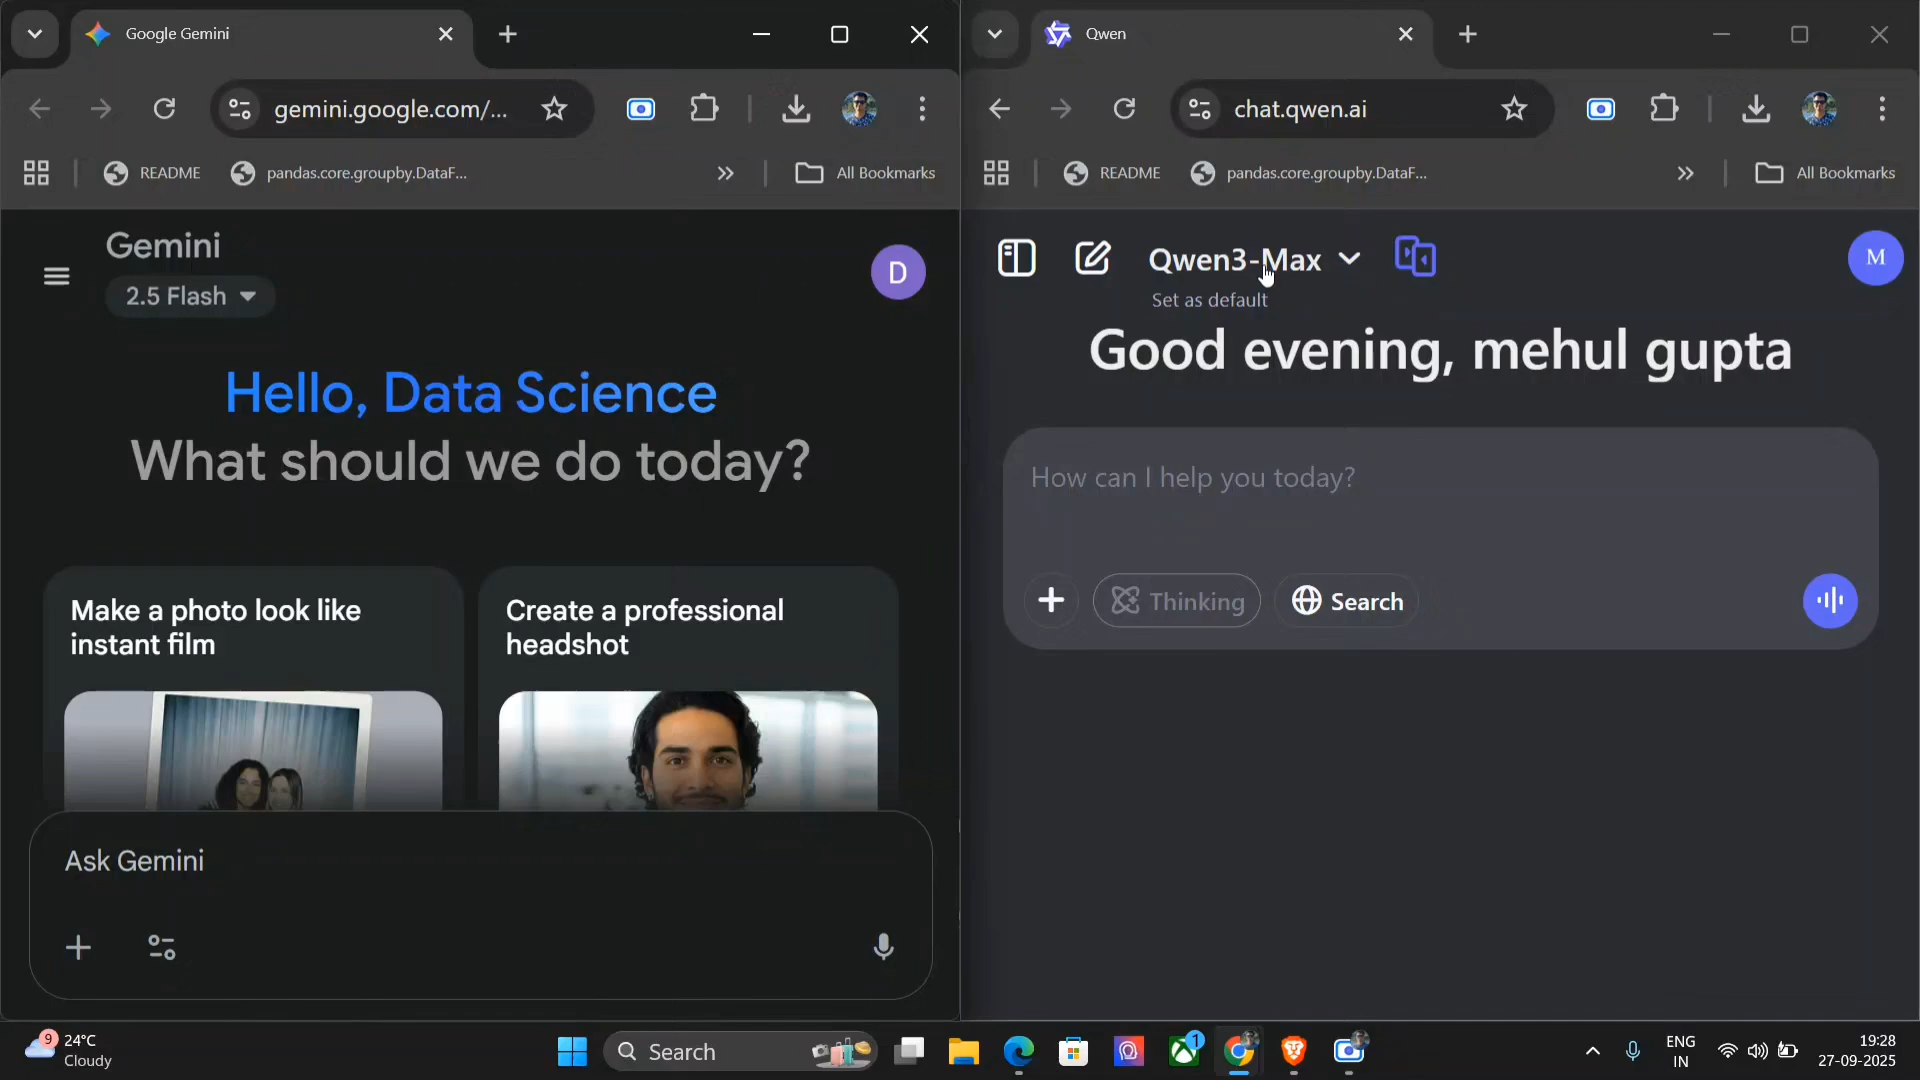 Google Gemini
gemini.google.com/...
README
pandas.core.groupby.DataF...
All Bookmarks
Gemini
2.5 Flash
D
Hello, Data Science
What should we do today?
Make a photo look like
instant film
Create a professional
headshot
Ask Gemini
Qwen
chat.qwen.ai
README
pandas.core.groupby.DataF...
All Bookmarks
Qwen3-Max
Set as default
M
Good evening, mehul gupta
How can I help you today?
Thinking
Search
9
24°C
Cloudy
Search
1
ENG
IN
19:28
27-09-2025